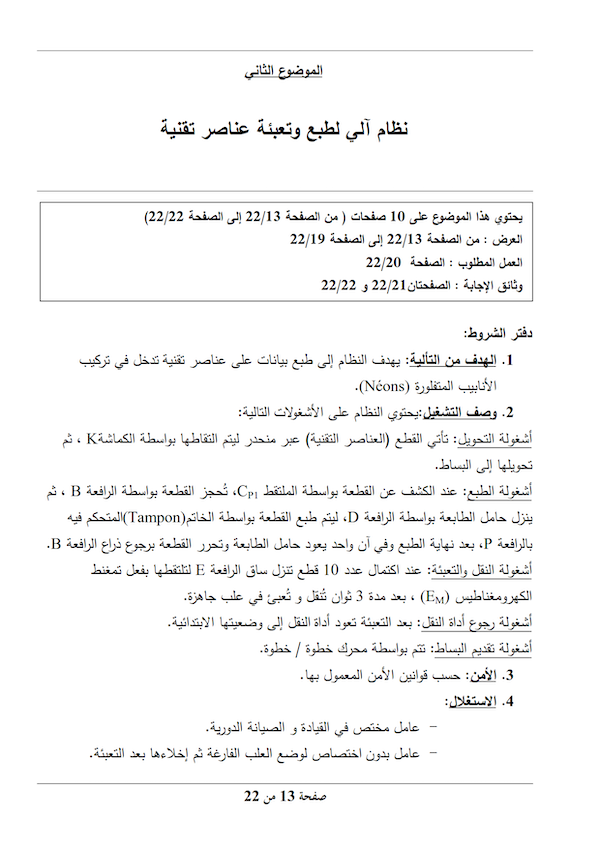 الموضوع الثاني
نظام آلي لطبع وتعبئة عناصر تقنية
يحتوي هذا الموضوع على 10 صفحات ( من الصفحة 22/13 إلى الصفحة 22/22)
العرض : من الصفحة 22/13 إلى الصفحة 22/19
العمل المطلوب : الصفحة 22/20
وثائق الإجابة : الصفحتان22/21 و 22/22
دفتر الشروط:
1. الهدف من التألية: يهدف النظام إلى طبع بيانات على عناصر تقنية تدخل في تركيب
الأنابيب المتفلورة (Néons).
2. وصف التشغيل:يحتوي النظام على الأشغولات التالية:
أشغولة التحويل: تأتي القطع (العناصر التقنية) عبر منحدر ليتم التقاطها بواسطة الكماشةK ، ثم
تحويلها إلى البساط.
أشغولة الطبع: عند الكشف عن القطعة بواسطة الملتقط CP1، تُحجز القطعة بواسطة الرافعة B ، ثم
ينزل حامل الطابعة بواسطة الرافعة D، ليتم طبع القطعة بواسطة الخاتم(Tampon)المتحكم فيه
بالرافعة P، بعد نهاية الطبع وفي آن واحد يعود حامل الطابعة وتحرر القطعة برجوع ذراع الرافعة B.
أشغولة النقل والتعبئة: عند اكتمال عدد 10 قطع تنزل ساق الرافعة E لتلتقطها بفعل تمغنط
الكهرومغناطيس (EM) ، بعد مدة 3 ثوان تُنقل و تُعبئ في علب جاهزة.
أشغولة رجوع أداة النقل: بعد التعبئة تعود أداة النقل إلى وضعيتها الابتدائية.
أشغولة تقديم البساط: تتم بواسطة محرك خطوة / خطوة.
3. الأمن: حسب قوانين الأمن المعمول بها.
4. الاستغلال:
− عامل مختص في القيادة و الصيانة الدورية.
− عامل بدون اختصاص لوضع العلب الفارغة ثم إخلاءها بعد التعبئة.
صفحة 13 من 22